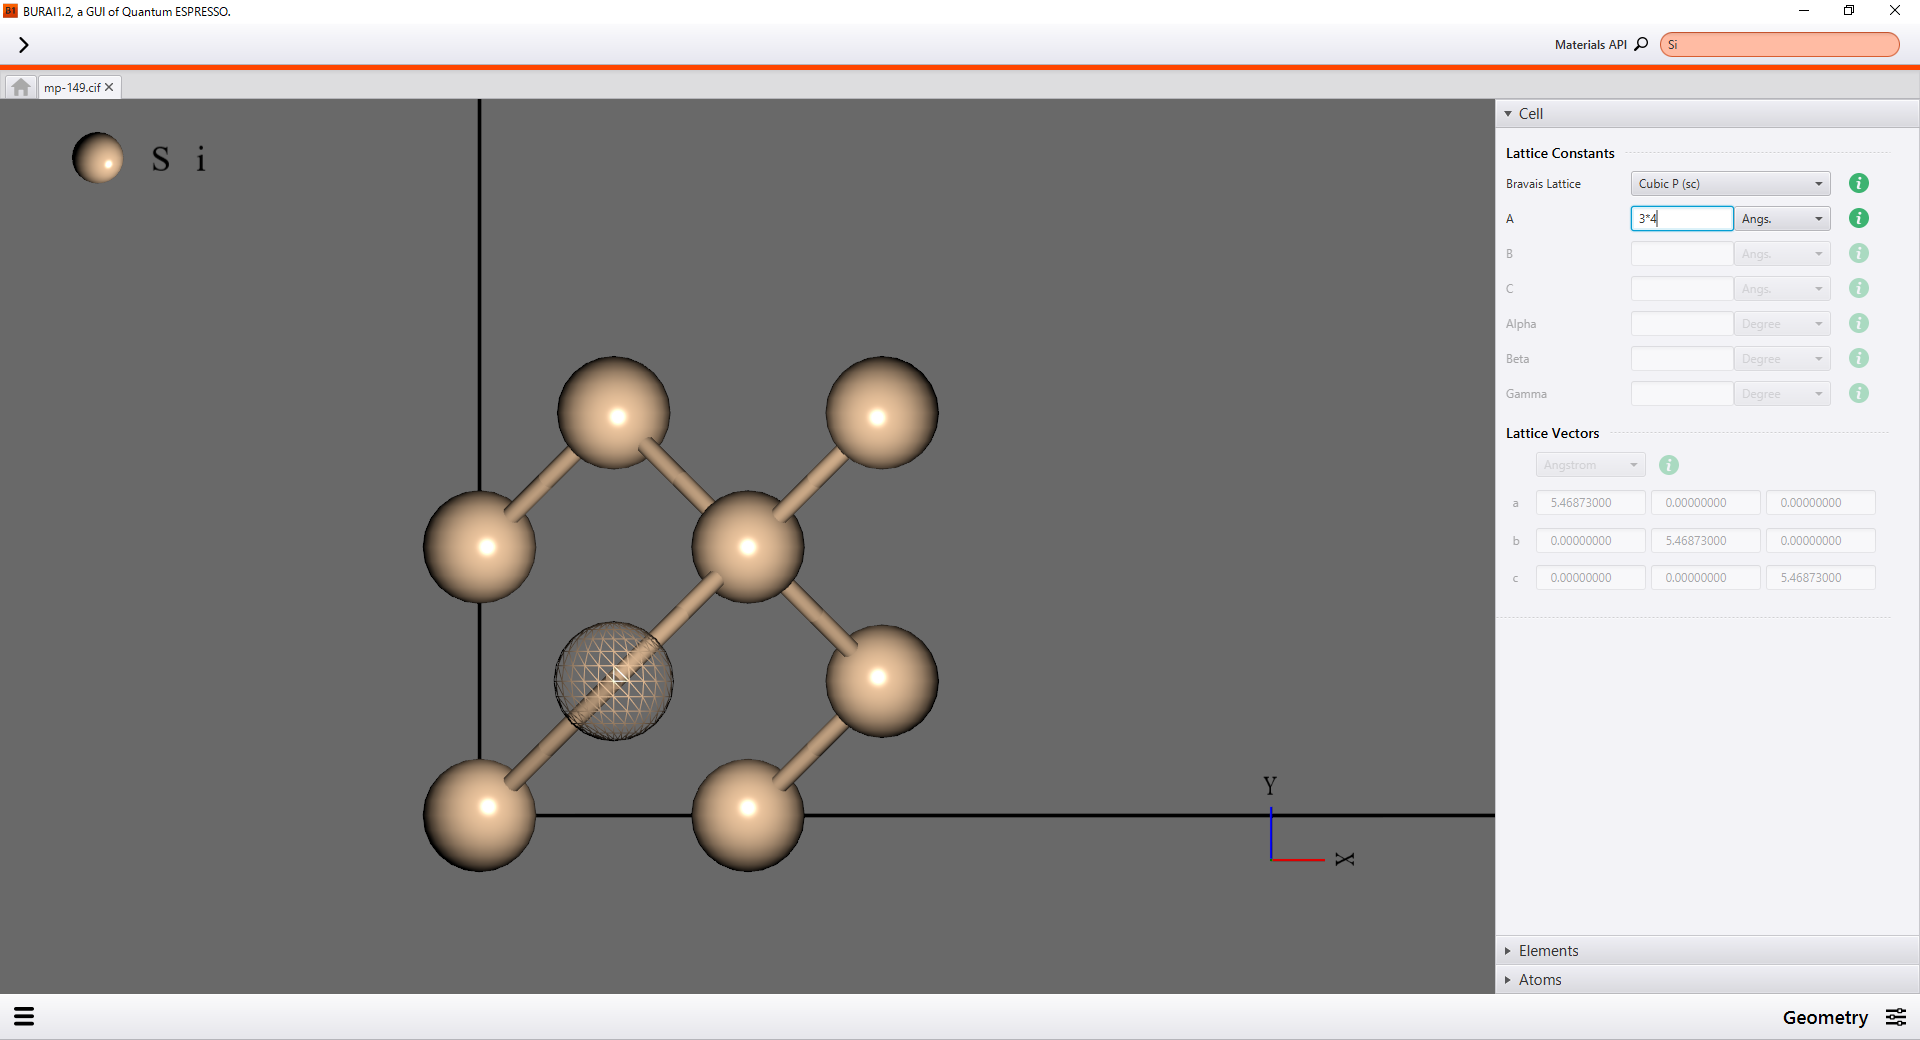 BURAI1.2, a GUI of Quantum ESPRESSO.
Materials API Si
mp-149.cif
S i
Y
Cell
Lattice Constants
Bravais Lattice Cubic P (sc)
A 3*4 Angs.
B Angs.
C Angs.
Alpha Degree
Beta Degree
Gamma Degree
Lattice Vectors
Angstrom
a 5.46873000 0.00000000 0.00000000
b 0.00000000 5.46873000 0.00000000
c 0.00000000 0.00000000 5.46873000
Elements
Atoms
Geometry